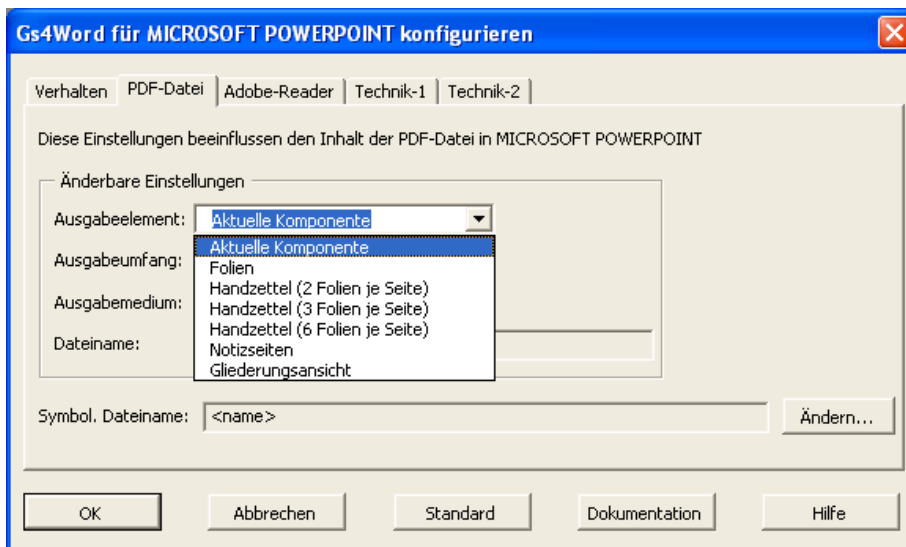 Gs4Word für MICROSOFT POWERPOINT konfigurieren
Verhalten PDF-Datei Adobe-Reader Technik-1 Technik-2
Diese Einstellungen beeinflussen den Inhalt der PDF-Datei in MICROSOFT POWERPOINT
Änderbare Einstellungen
Ausgabeelement: Aktuelle Komponente
Aktuelle Komponente
Ausgabeumfang:
Folien
Handzettel (2 Folien je Seite)
Ausgabemedium:
Handzettel (3 Folien je Seite)
Handzettel (6 Folien je Seite)
Dateiname:
Notizseiten
Gliederungsansicht
Symbol. Dateiname: <name> Ändern...
OK Abbrechen Standard Dokumentation Hilfe